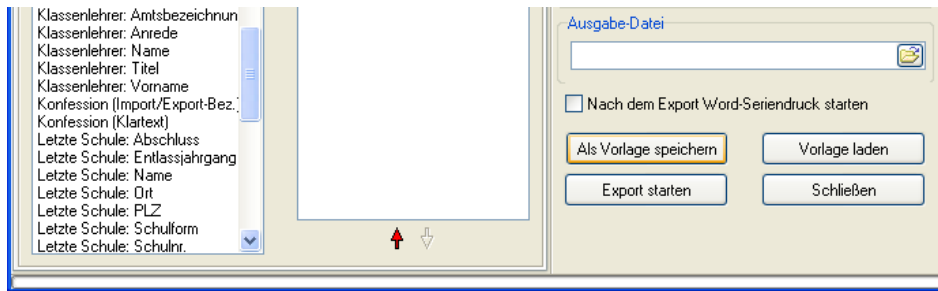 Klassenlehrer: Amtsbezeichnun
Klassenlehrer: Anrede
Klassenlehrer: Name
Klassenlehrer: Titel
Klassenlehrer: Vorname
Konfession (Import/Export-Bez.)
Konfession (Klartext)
Letzte Schule: Abschluss
Letzte Schule: Entlassjahrgang
Letzte Schule: Name
Letzte Schule: Ort
Letzte Schule: PLZ
Letzte Schule: Schulform
Letzte Schule: Schulnr.
Ausgabe-Datei
Nach dem Export Word-Seriendruck starten
Als Vorlage speichern
Vorlage laden
Export starten
Schließen